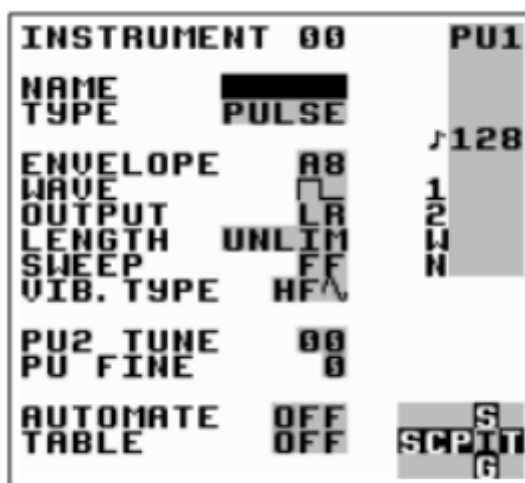 INSTRUMENT 00 PU1
NAME
TYPE PULSE
♪128
ENVELOPE A8
WAVE 1
OUTPUT LR 2
LENGTH UNLIM W
SWEEP FF N
VIB. TYPE HF
PU2 TUNE 00
PU FINE 0
AUTOMATE OFF S
TABLE OFF SCPIT
G